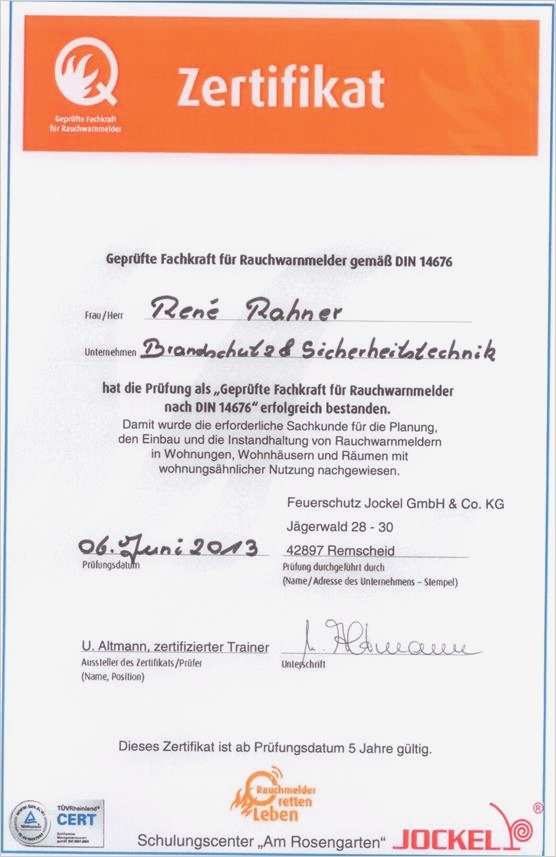 Zertifikat
Geprüfte Fachkraft
für Rauchwarnmelder
Geprüfte Fachkraft für Rauchwarnmelder gemäß DIN 14676
Frau/Herr René Rahner
Unternehmen Brandschutz & Sicherheitstechnik
hat die Prüfung als „Geprüfte Fachkraft für Rauchwarnmelder
nach DIN 14676“ erfolgreich bestanden.
Damit wurde die erforderliche Sachkunde für die Planung,
den Einbau und die Instandhaltung von Rauchwarnmeldern
in Wohnungen, Wohnhäusern und Räumen mit
wohnungsähnlicher Nutzung nachgewiesen.
Feuerschutz Jockel GmbH & Co. KG
Jägerwald 28 - 30
06. Juni 2013 42897 Remscheid
Prüfungsdatum Prüfung durchgeführt durch
(Name/Adresse des Unternehmens – Stempel)
U. Altmann, zertifizierter Trainer U. Altmann
Aussteller des Zertifikats/Prüfer Unterschrift
(Name, Position)
Dieses Zertifikat ist ab Prüfungsdatum 5 Jahre gültig.
Rauchmelder
retten
Leben
TÜVRheinland®
CERT
Schulungscenter „Am Rosengarten“ JOCKEL®